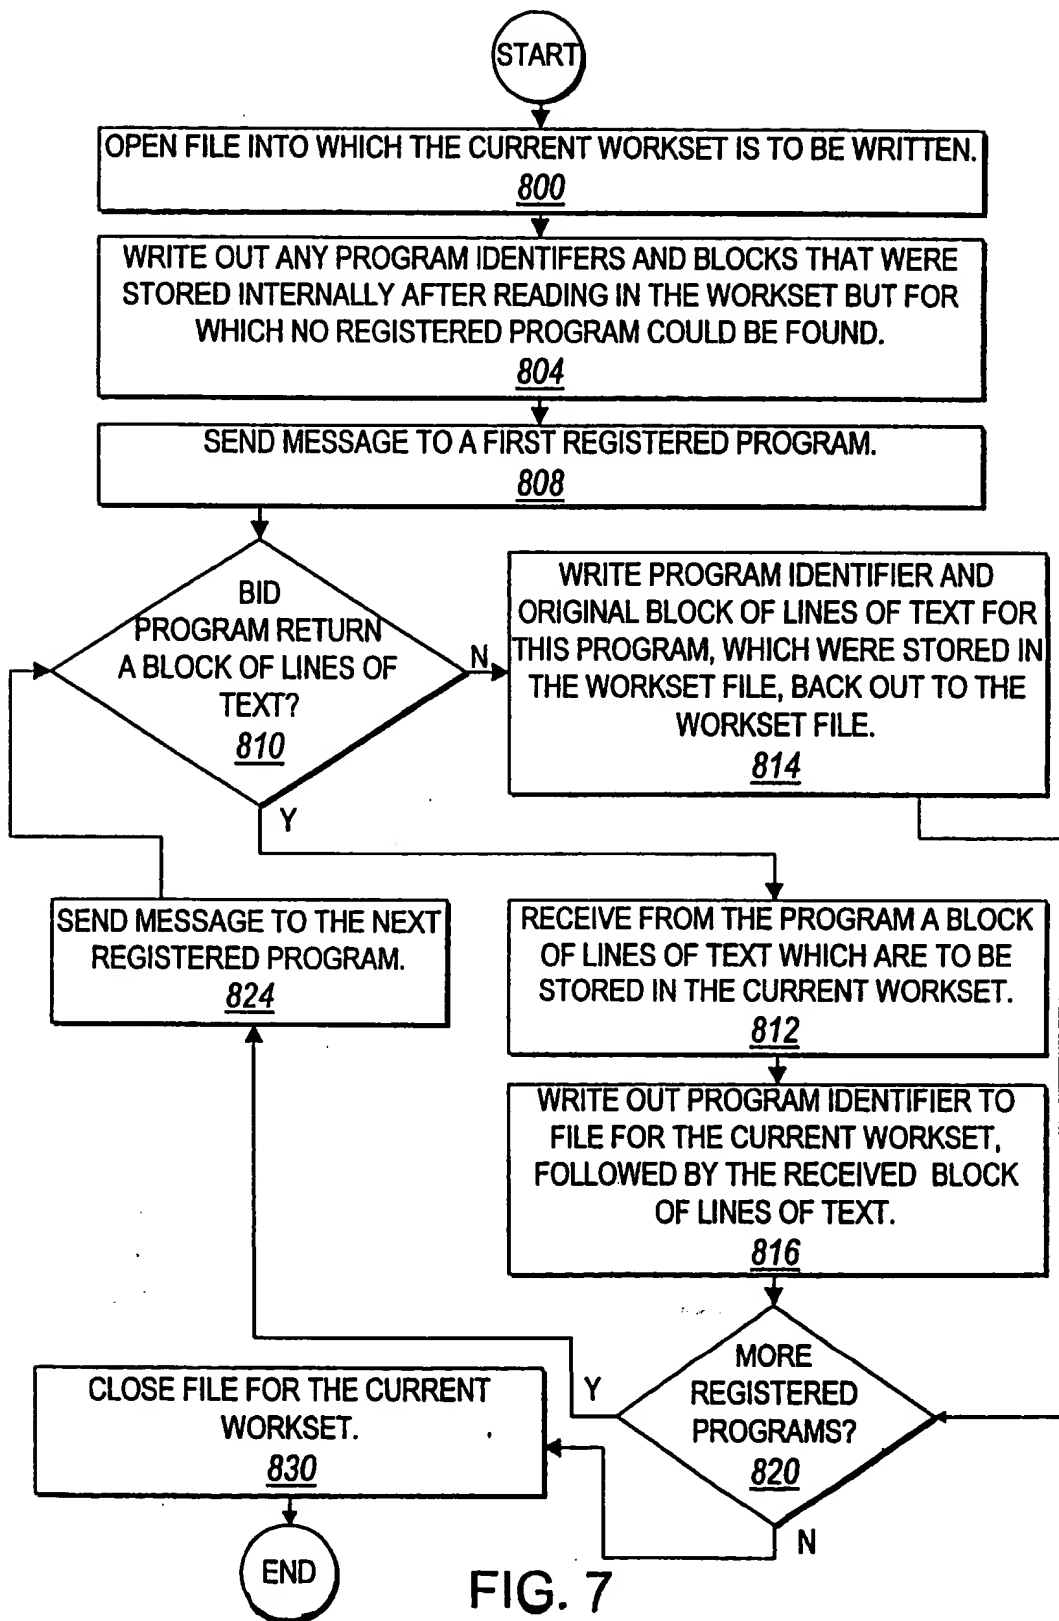 START
OPEN FILE INTO WHICH THE CURRENT WORKSET IS TO BE WRITTEN.
800
WRITE OUT ANY PROGRAM IDENTIFERS AND BLOCKS THAT WERE
STORED INTERNALLY AFTER READING IN THE WORKSET BUT FOR
WHICH NO REGISTERED PROGRAM COULD BE FOUND.
804
SEND MESSAGE TO A FIRST REGISTERED PROGRAM.
808
BID
PROGRAM RETURN
A BLOCK OF LINES OF
TEXT?
810
N
Y
WRITE PROGRAM IDENTIFIER AND
ORIGINAL BLOCK OF LINES OF TEXT FOR
THIS PROGRAM, WHICH WERE STORED IN
THE WORKSET FILE, BACK OUT TO THE
WORKSET FILE.
814
SEND MESSAGE TO THE NEXT
REGISTERED PROGRAM.
824
RECEIVE FROM THE PROGRAM A BLOCK
OF LINES OF TEXT WHICH ARE TO BE
STORED IN THE CURRENT WORKSET.
812
WRITE OUT PROGRAM IDENTIFIER TO
FILE FOR THE CURRENT WORKSET,
FOLLOWED BY THE RECEIVED BLOCK
OF LINES OF TEXT.
816
MORE
REGISTERED
PROGRAMS?
820
Y
N
CLOSE FILE FOR THE CURRENT
WORKSET.
830
END
FIG. 7